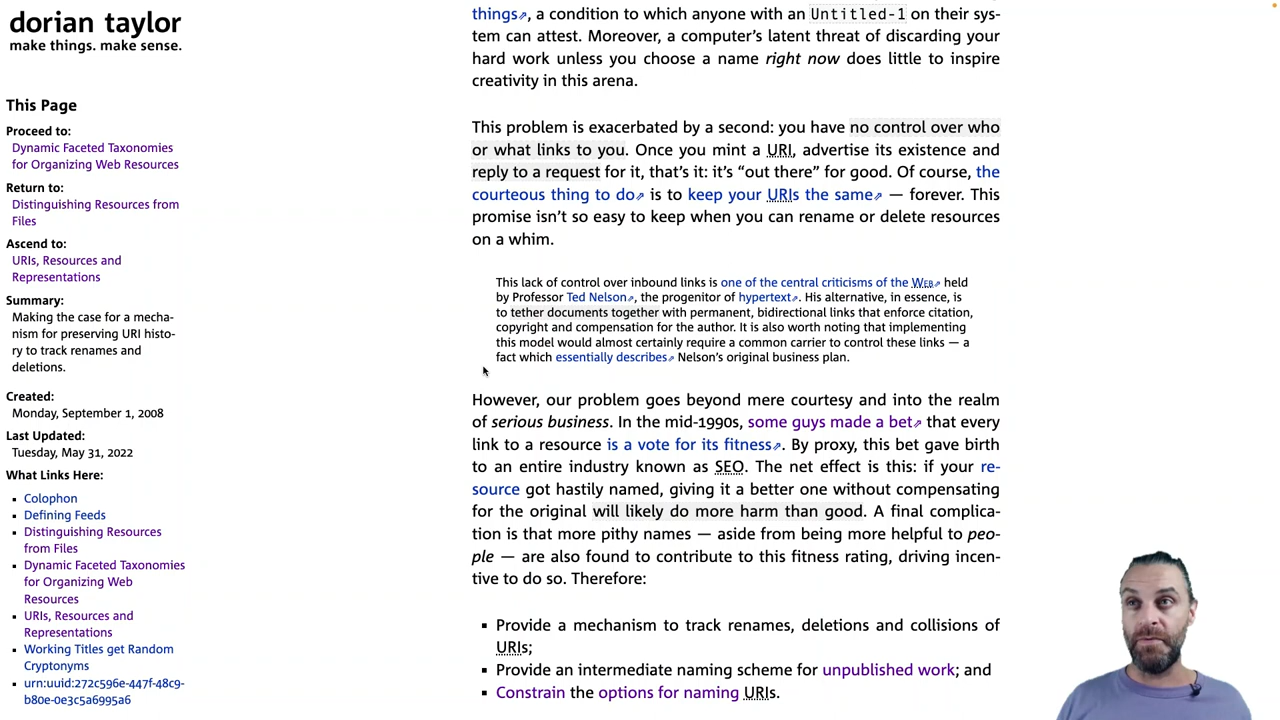 dorian taylor
make things. make sense.
This Page
Proceed to:
Dynamic Faceted Taxonomies
for Organizing Web Resources
Return to:
Distinguishing Resources from
Files
Ascend to:
URIs, Resources and
Representations
Summary:
Making the case for a mecha-
nism for preserving URI histo-
ry to track renames and
deletions.
Created:
Monday, September 1, 2008
Last Updated:
Tuesday, May 31, 2022
What Links Here:
Colophon
Defining Feeds
Distinguishing Resources
from Files
Dynamic Faceted Taxonomies
for Organizing Web
Resources
URIs, Resources and
Representations
Working Titles get Random
Cryptonyms
urn:uuid:272c596e-447f-48c9-
b80e-0e3c5a6995a6
things, a condition to which anyone with an Untitled-1 on their sys-
tem can attest. Moreover, a computer’s latent threat of discarding your
hard work unless you choose a name right now does little to inspire
creativity in this arena.
This problem is exacerbated by a second: you have no control over who
or what links to you. Once you mint a URI, advertise its existence and
reply to a request for it, that’s it: it’s “out there” for good. Of course, the
courteous thing to do is to keep your URIs the same — forever. This
promise isn’t so easy to keep when you can rename or delete resources
on a whim.
This lack of control over inbound links is one of the central criticisms of the WEB held
by Professor Ted Nelson, the progenitor of hypertext. His alternative, in essence, is
to tether documents together with permanent, bidirectional links that enforce citation,
copyright and compensation for the author. It is also worth noting that implementing
this model would almost certainly require a common carrier to control these links — a
fact which essentially describes Nelson’s original business plan.
However, our problem goes beyond mere courtesy and into the realm
of serious business. In the mid-1990s, some guys made a bet that every
link to a resource is a vote for its fitness. By proxy, this bet gave birth
to an entire industry known as SEO. The net effect is this: if your re-
source got hastily named, giving it a better one without compensating
for the original will likely do more harm than good. A final complica-
tion is that more pithy names — aside from being more helpful to peo-
ple — are also found to contribute to this fitness rating, driving incen-
tive to do so. Therefore:
Provide a mechanism to track renames, deletions and collisions of
URIs;
Provide an intermediate naming scheme for unpublished work; and
Constrain the options for naming URIs.